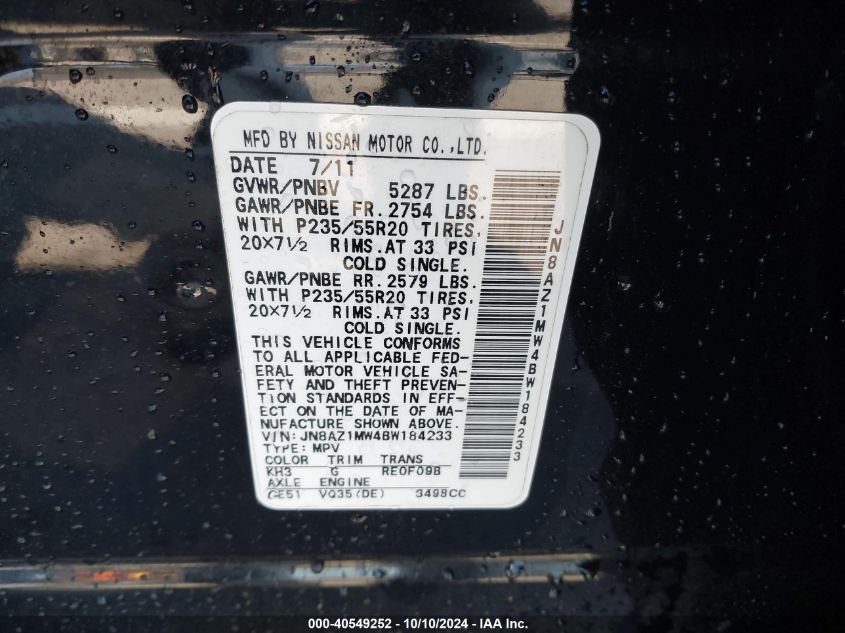 MFD BY NISSAN MOTOR CO.,LTD.
DATE 7/11
GVWR/PNBV 5287 LBS.
GAWR/PNBE FR. 2754 LBS.
WITH P235/55R20 TIRES,
20×7½ RIMS.AT 33 PSI
COLD SINGLE.
GAWR/PNBE RR. 2579 LBS.
WITH P235/55R20 TIRES,
20×7½ RIMS.AT 33 PSI
COLD SINGLE.
THIS VEHICLE CONFORMS
TO ALL APPLICABLE FED-
ERAL MOTOR VEHICLE SA-
FETY AND THEFT PREVEN-
TION STANDARDS IN EFF-
ECT ON THE DATE OF MA-
NUFACTURE SHOWN ABOVE.
VIN: JN8AZ1MW4BW184233
TYPE: MPV
COLOR TRIM TRANS
KH3 G RE0F09B
AXLE ENGINE
GE51 VQ35(DE) 3498CC
JN8AZ1MW4BW184233
000-40549252 - 10/10/2024 - IAA Inc.